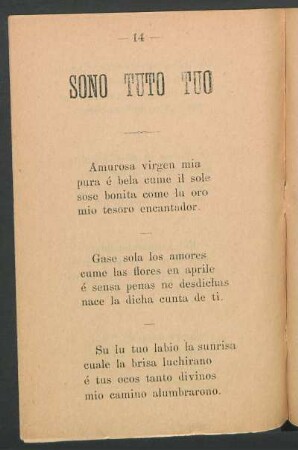 — 14 —
SONO TUTO TUO
Amurosa virgen mia
pura é bela cume il sole
sose bonita come lu oro
mio tesoro encantador.
Gase sola los amores
cume las flores en aprile
é sensa penas ne desdichas
nace la dicha cunta de ti.
Su lu tuo labio la sunrisa
cuale la brisa luchirano
é tus ocos tanto divinos
mio camino alumbrarono.